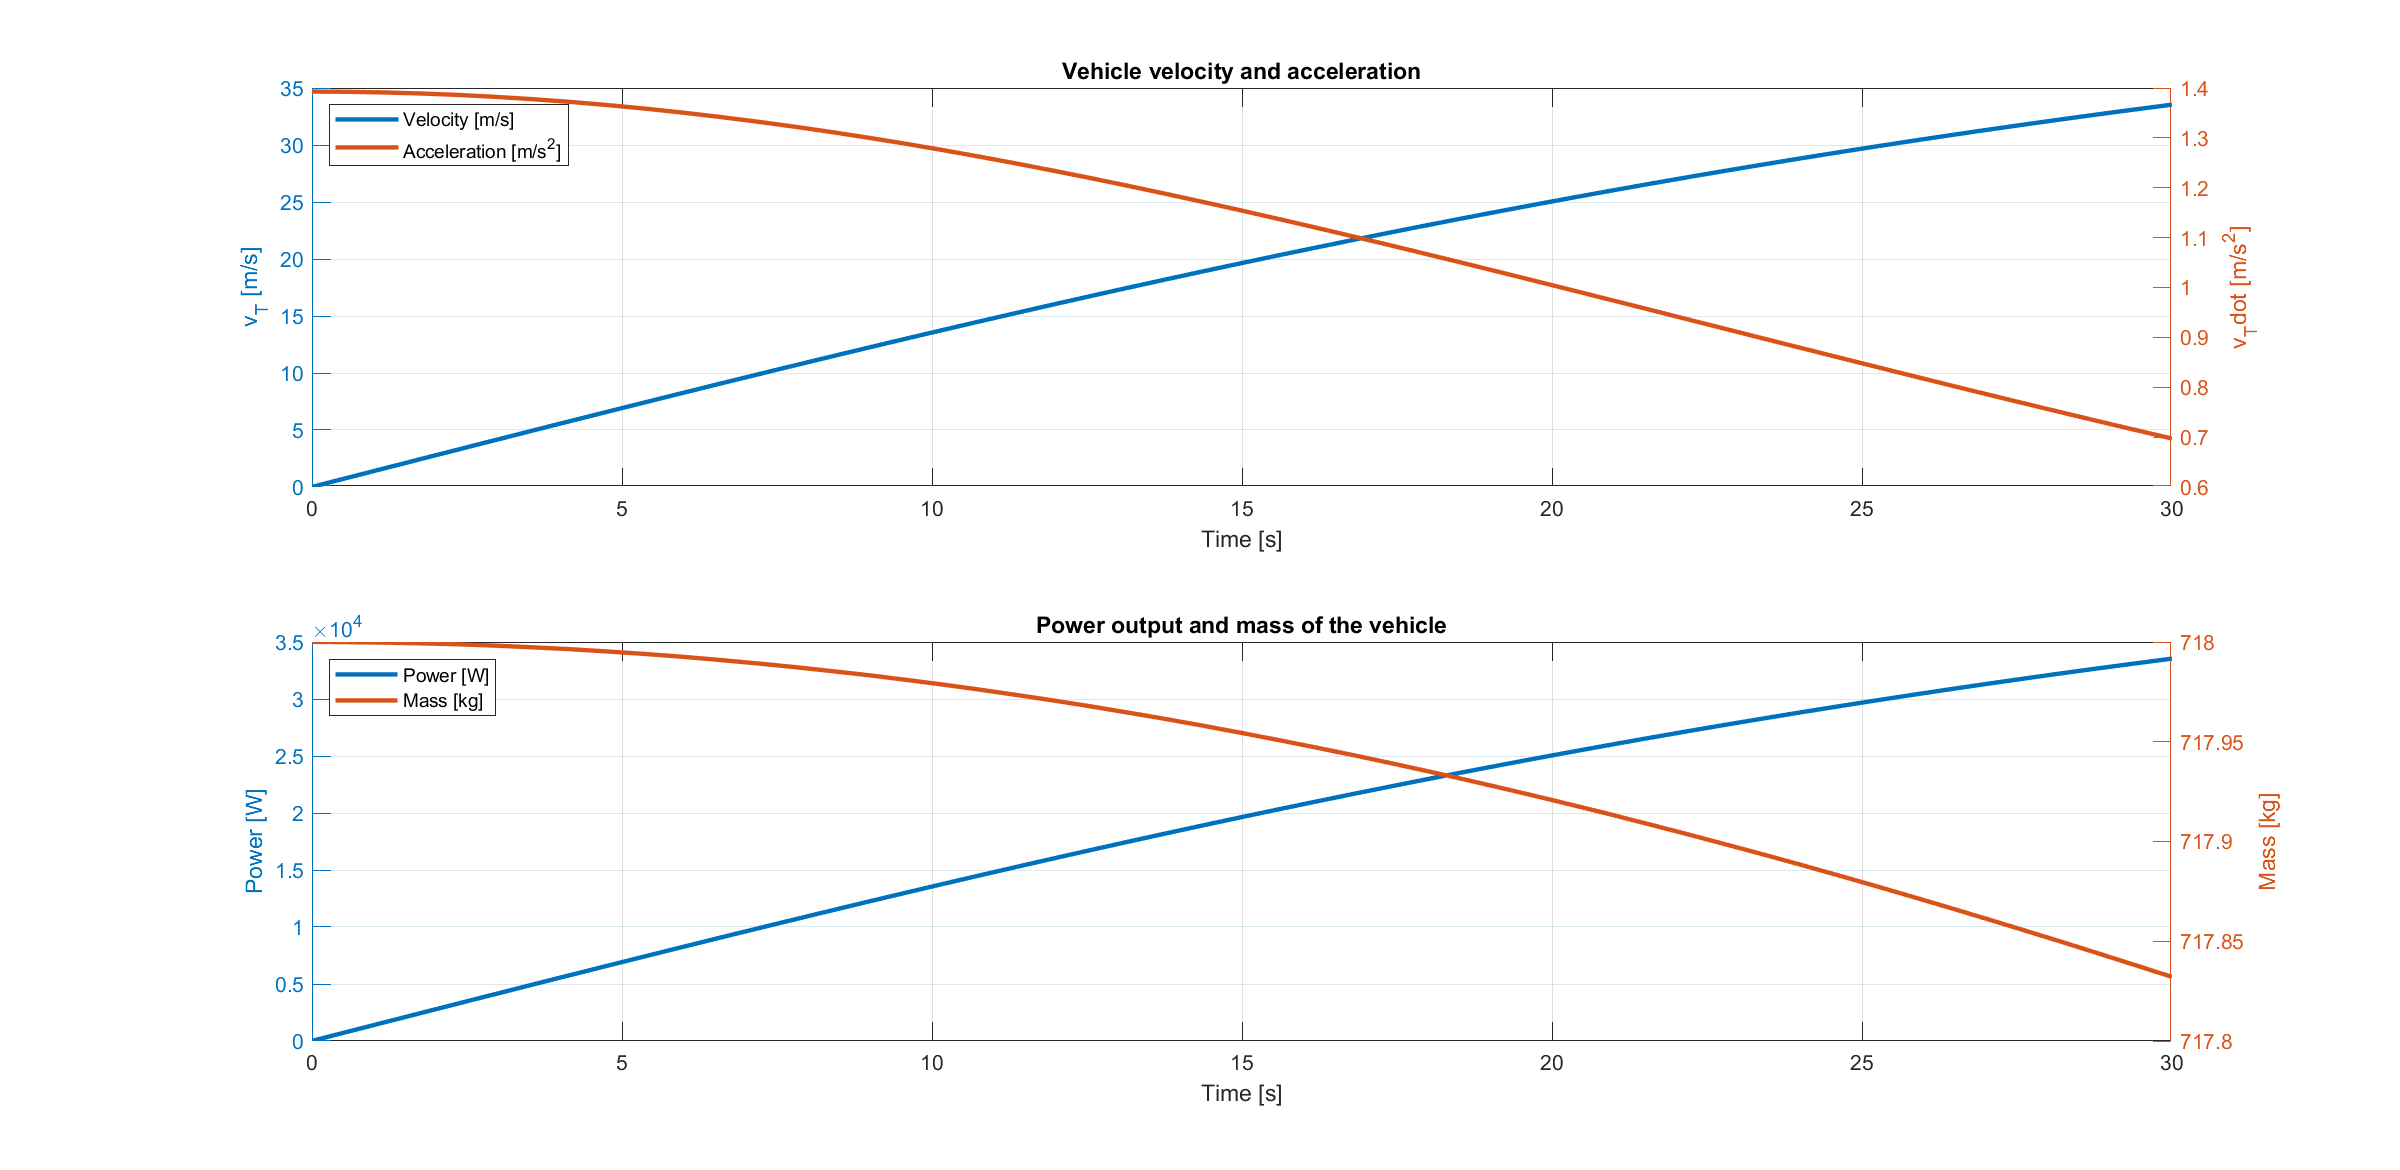 Vehicle velocity and acceleration
35
30
25
20
15
10
5
0
v_T [m/s]
Velocity [m/s]
Acceleration [m/s^2]
1.4
1.3
1.2
1.1
1
0.9
0.8
0.7
0.6
v_Tdot [m/s^2]
0 5 10 15 20 25 30
Time [s]
Power output and mass of the vehicle
×10^4
3.5
3
2.5
2
1.5
1
0.5
0
Power [W]
Power [W]
Mass [kg]
718
717.95
717.9
717.85
717.8
Mass [kg]
0 5 10 15 20 25 30
Time [s]